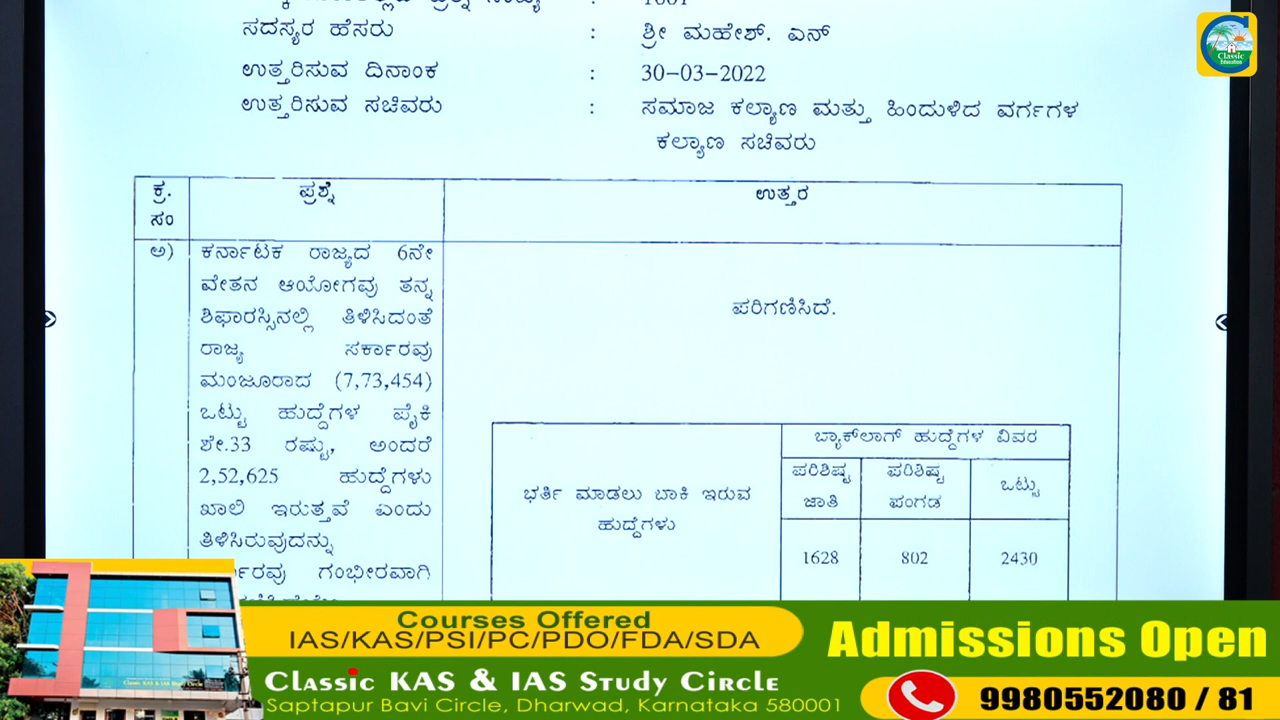 ಸದಸ್ಯರ ಹೆಸರು : ಶ್ರೀ ಮಹೇಶ್. ಎನ್
ಉತ್ತರಿಸುವ ದಿನಾಂಕ : 30-03-2022
ಉತ್ತರಿಸುವ ಸಚಿವರು : ಸಮಾಜ ಕಲ್ಯಾಣ ಮತ್ತು ಹಿಂದುಳಿದ ವರ್ಗಗಳ
ಕಲ್ಯಾಣ ಸಚಿವರು
ಕ್ರ. ಪ್ರಶ್ನೆ ಉತ್ತರ
ಸಂ
ಅ) ಕರ್ನಾಟಕ ರಾಜ್ಯದ 6ನೇ
ವೇತನ ಆಯೋಗವು ತನ್ನ
ಶಿಫಾರಸ್ಸಿನಲ್ಲಿ ತಿಳಿಸಿದಂತೆ
ರಾಜ್ಯ ಸರ್ಕಾರವು
ಮಂಜೂರಾದ (7,73,454)
ಒಟ್ಟು ಹುದ್ದೆಗಳ ಪೈಕಿ
ಶೇ.33 ರಷ್ಟು, ಅಂದರೆ
2,52,625 ಹುದ್ದೆಗಳು
ಖಾಲಿ ಇರುತ್ತವೆ ಎಂದು
ತಿಳಿಸಿರುವುದನ್ನು
ಗಂಭೀರವಾಗಿ
ಪರಿಗಣಿಸಿದೆ.
ಭರ್ತಿ ಮಾಡಲು ಬಾಕಿ ಇರುವ
ಹುದ್ದೆಗಳು
ಬ್ಯಾಕ್‌ಲಾಗ್ ಹುದ್ದೆಗಳ ವಿವರ
ಪರಿಶಿಷ್ಟ ಪರಿಶಿಷ್ಟ ಒಟ್ಟು
ಜಾತಿ ಪಂಗಡ
1628 802 2430
Classic
Education
Courses Offered
IAS/KAS/PSI/PC/PDO/FDA/SDA
Classic KAS & IAS Study Circle
Saptapur Bavi Circle, Dharwad, Karnataka 580001
Admissions Open
9980552080 / 81